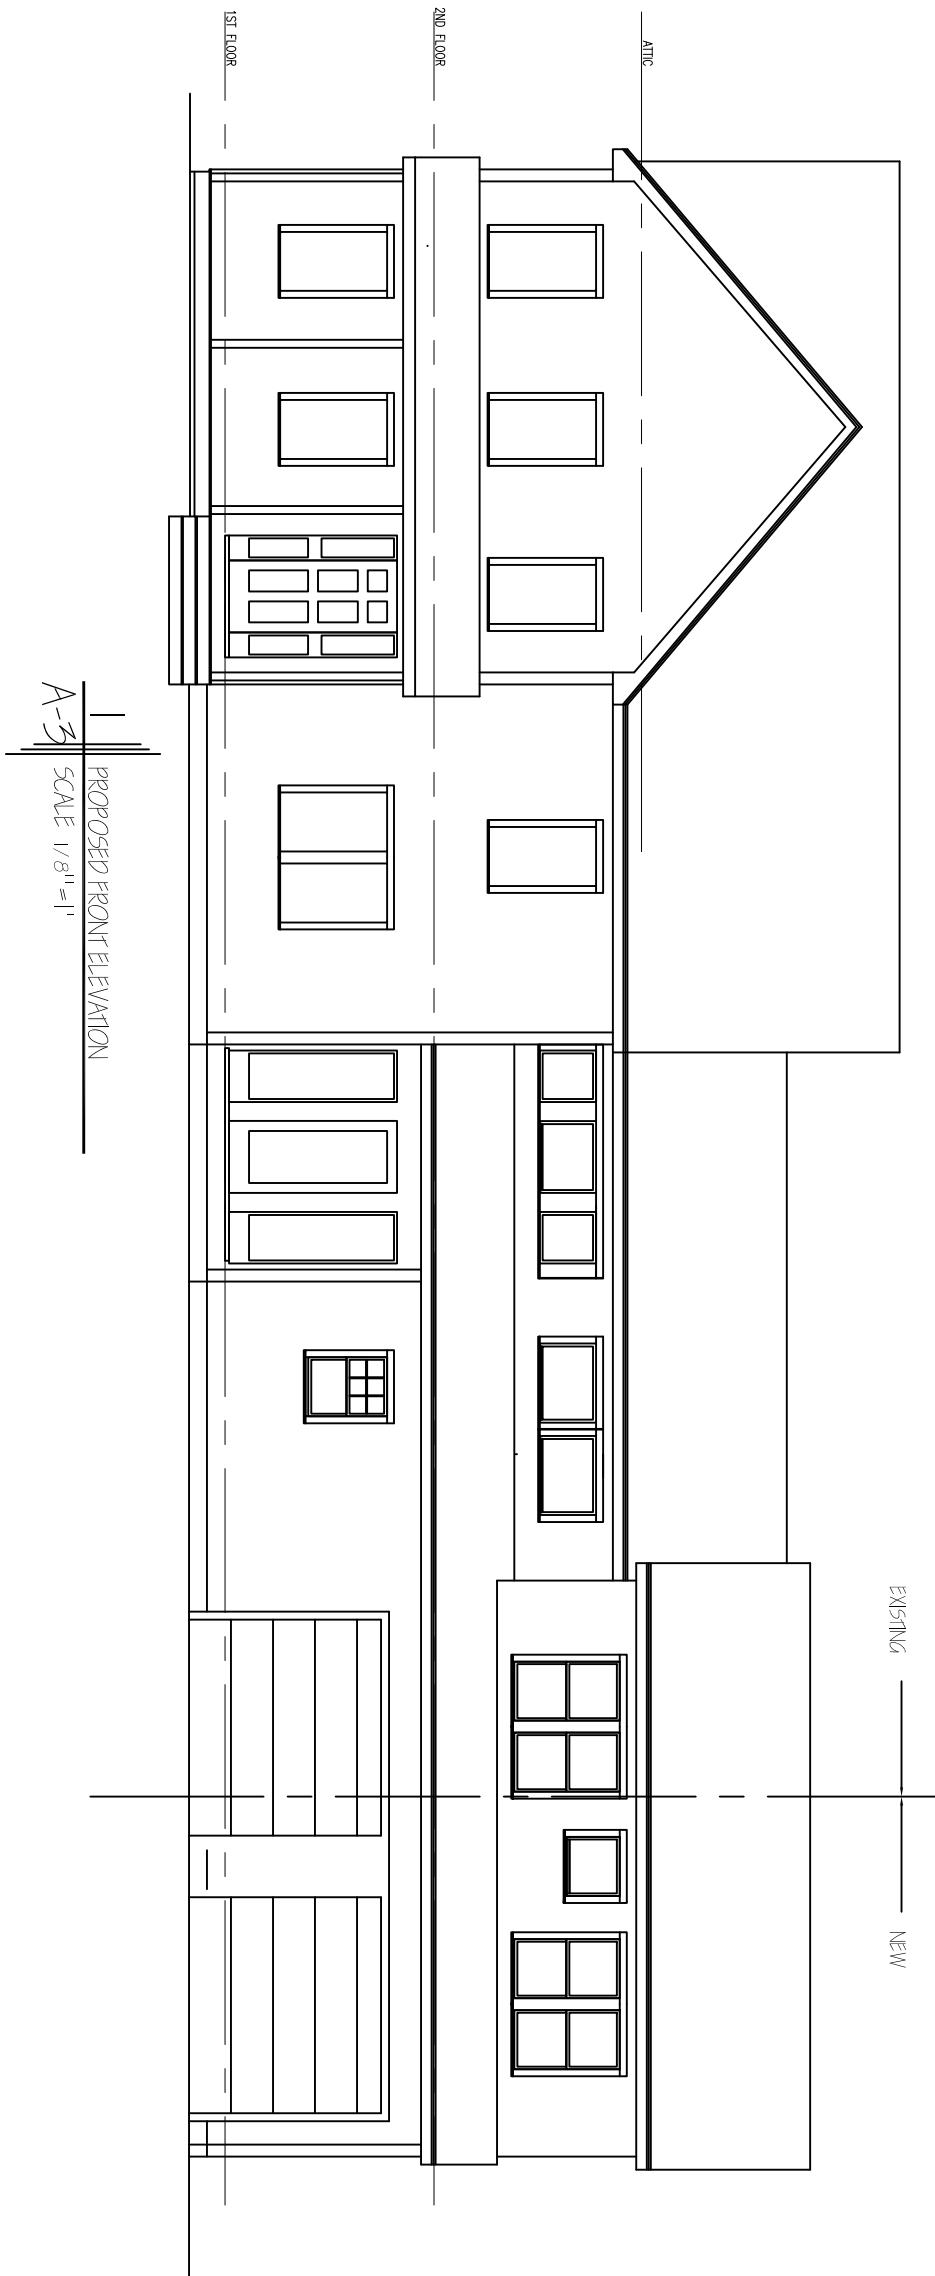 ATTIC
2ND FLOOR
1ST FLOOR
EXISTING
NEW
1
A-3
PROPOSED FRONT ELEVATION
SCALE 1/8"=1'